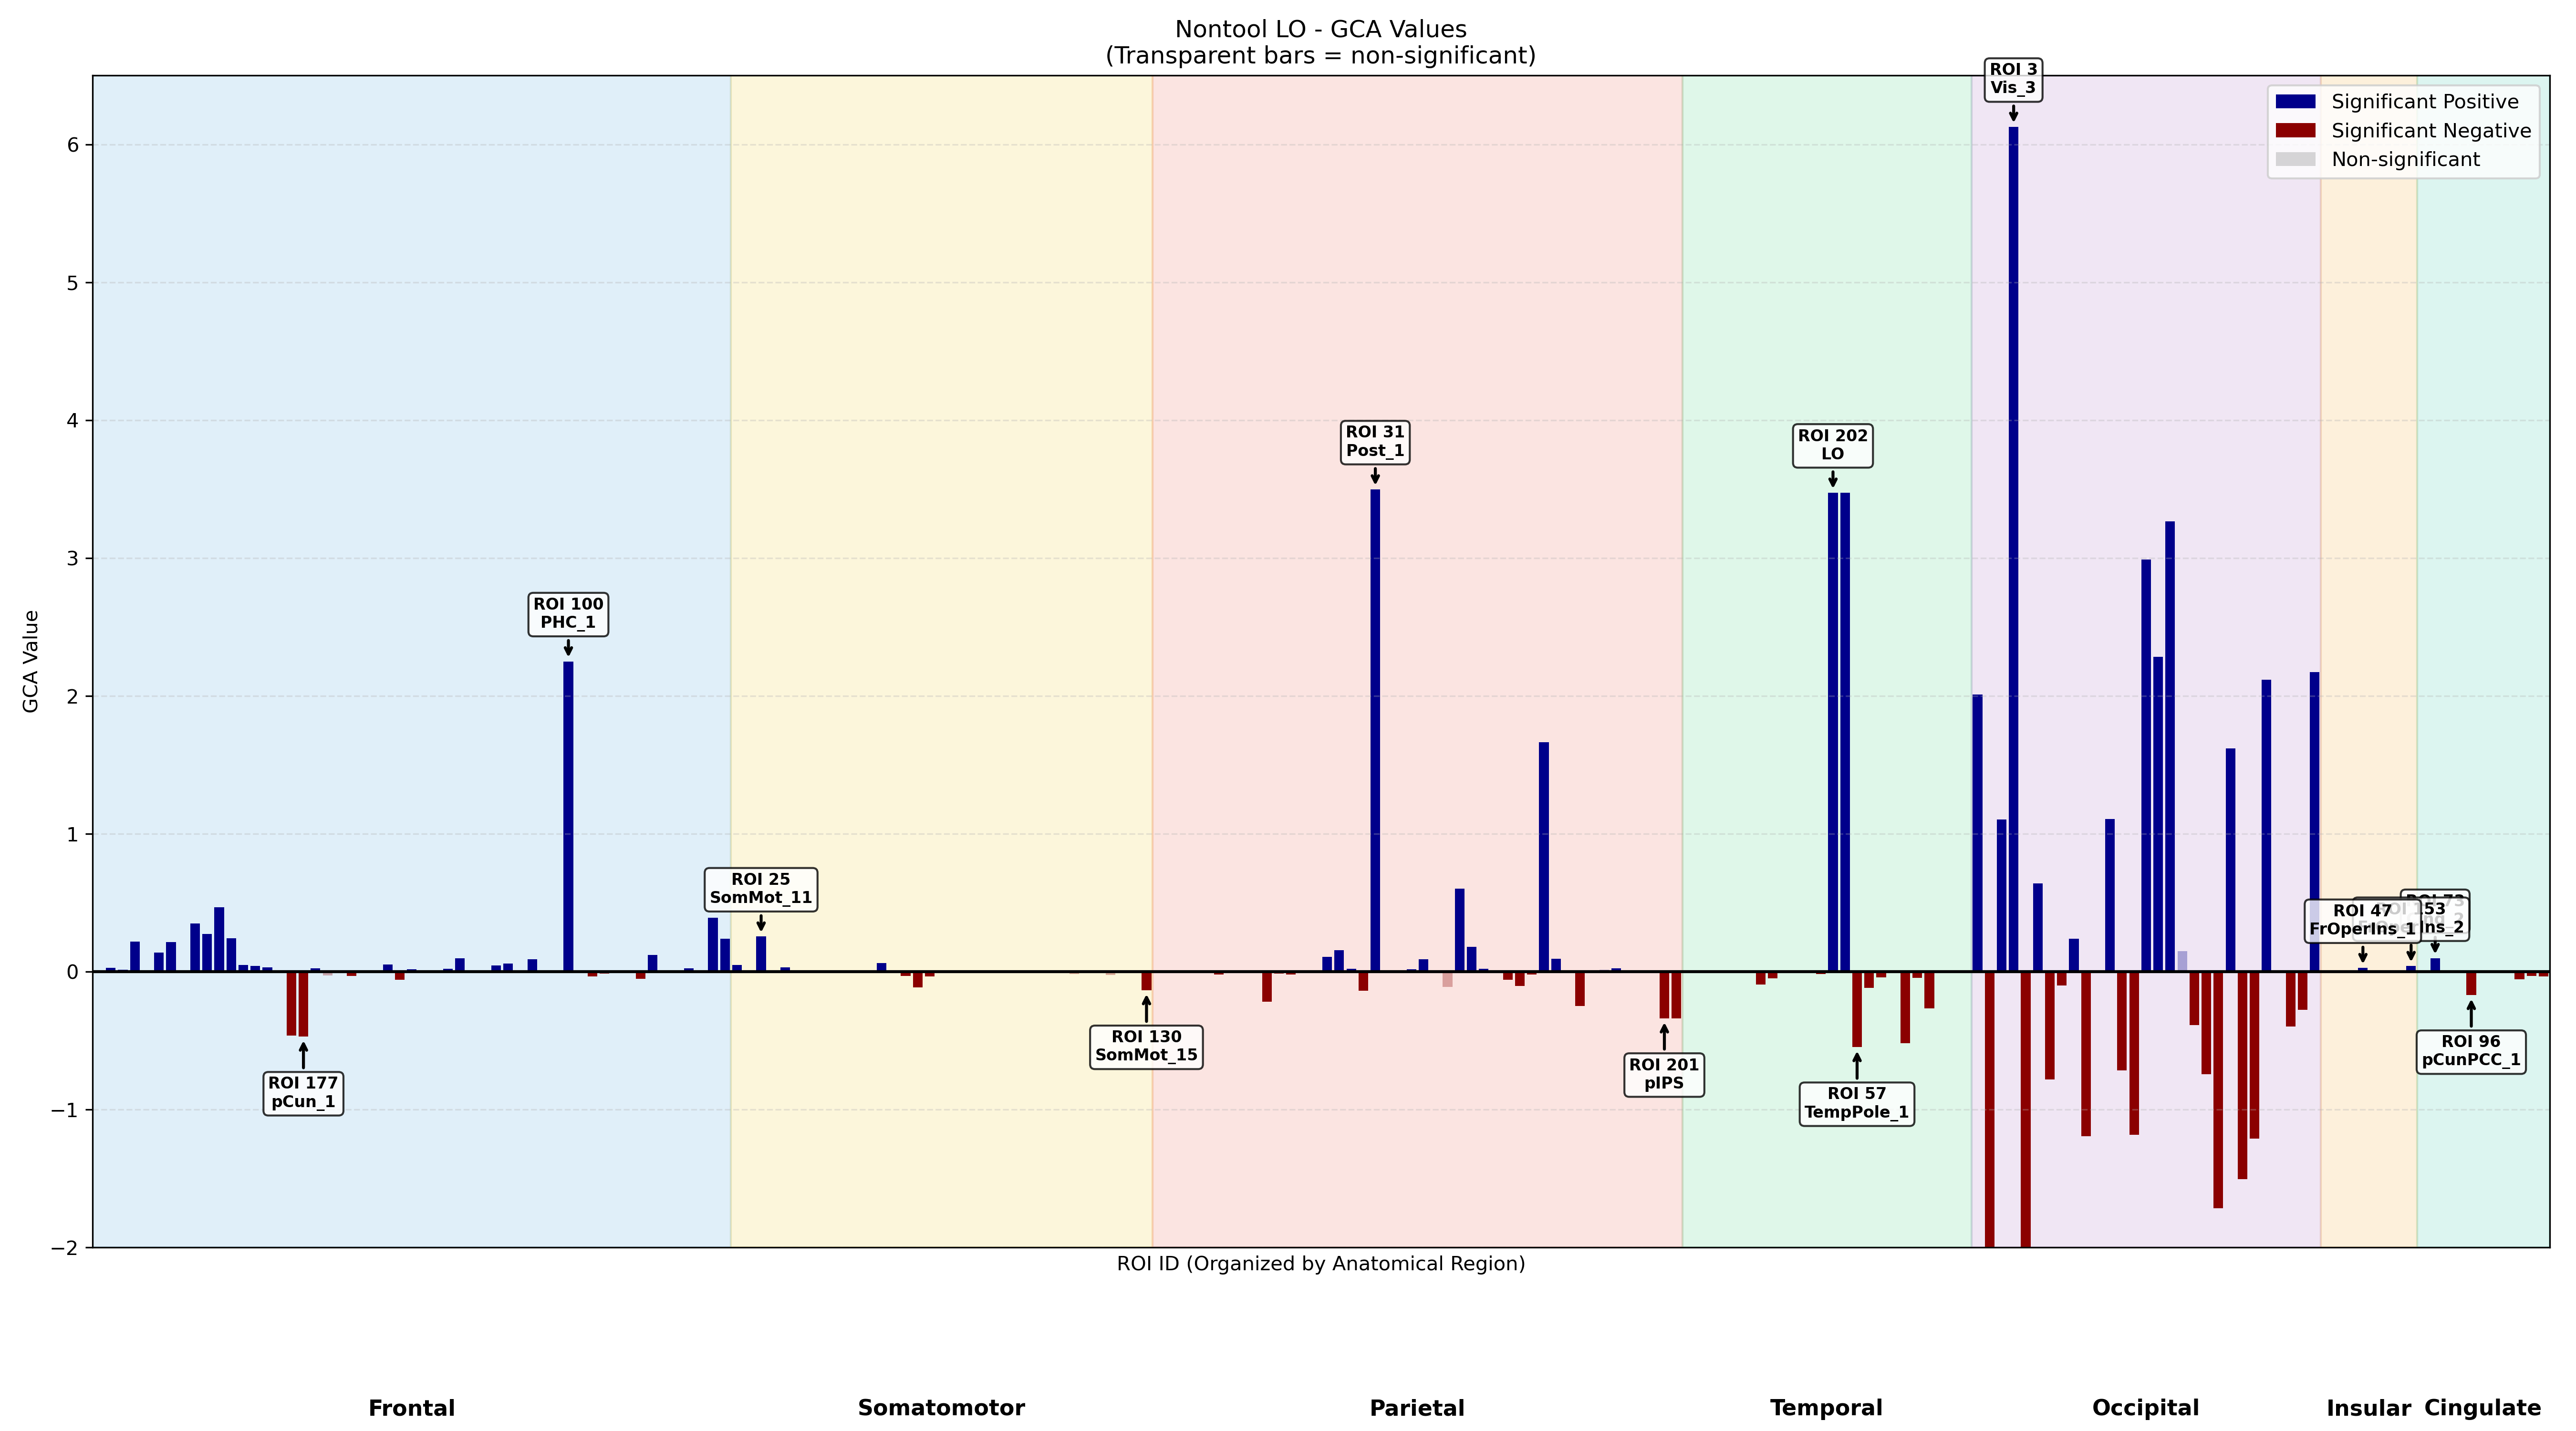 Nontool LO - GCA Values
(Transparent bars = non-significant)
ROI 3
Vis_3
Significant Positive
Significant Negative
Non-significant
6
5
4
3
2
1
0
−1
−2
GCA Value
ROI 31
Post_1
ROI 202
LO
ROI 100
PHC_1
ROI 25
SomMot_11
ROI 47
FrOperIns_1
53
Ins_2
ROI 177
pCun_1
ROI 130
SomMot_15
ROI 201
pIPS
ROI 57
TempPole_1
ROI 96
pCunPCC_1
ROI ID (Organized by Anatomical Region)
Frontal
Somatomotor
Parietal
Temporal
Occipital
Insular
Cingulate